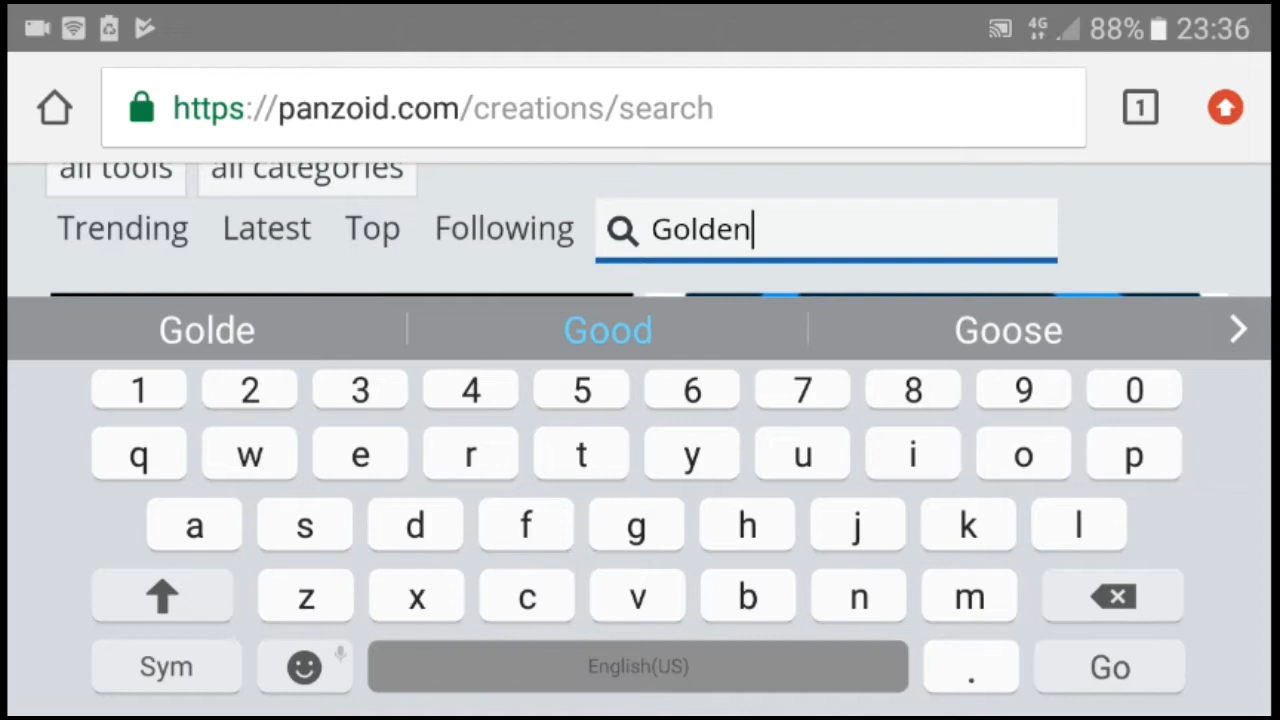 4G 88% 23:36
https://panzoid.com/creations/search 1
all tools all categories
Trending Latest Top Following Golden
Golde Good Goose
1 2 3 4 5 6 7 8 9 0
q w e r t y u i o p
a s d f g h j k l
z x c v b n m
Sym English(US) . Go